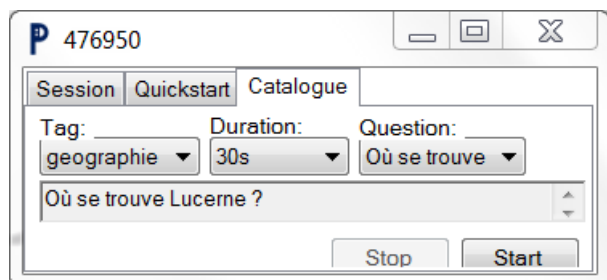 P 476950
Session Quickstart Catalogue
Tag: Duration: Question:
geographie 30s Où se trouve
Où se trouve Lucerne ?
Stop Start